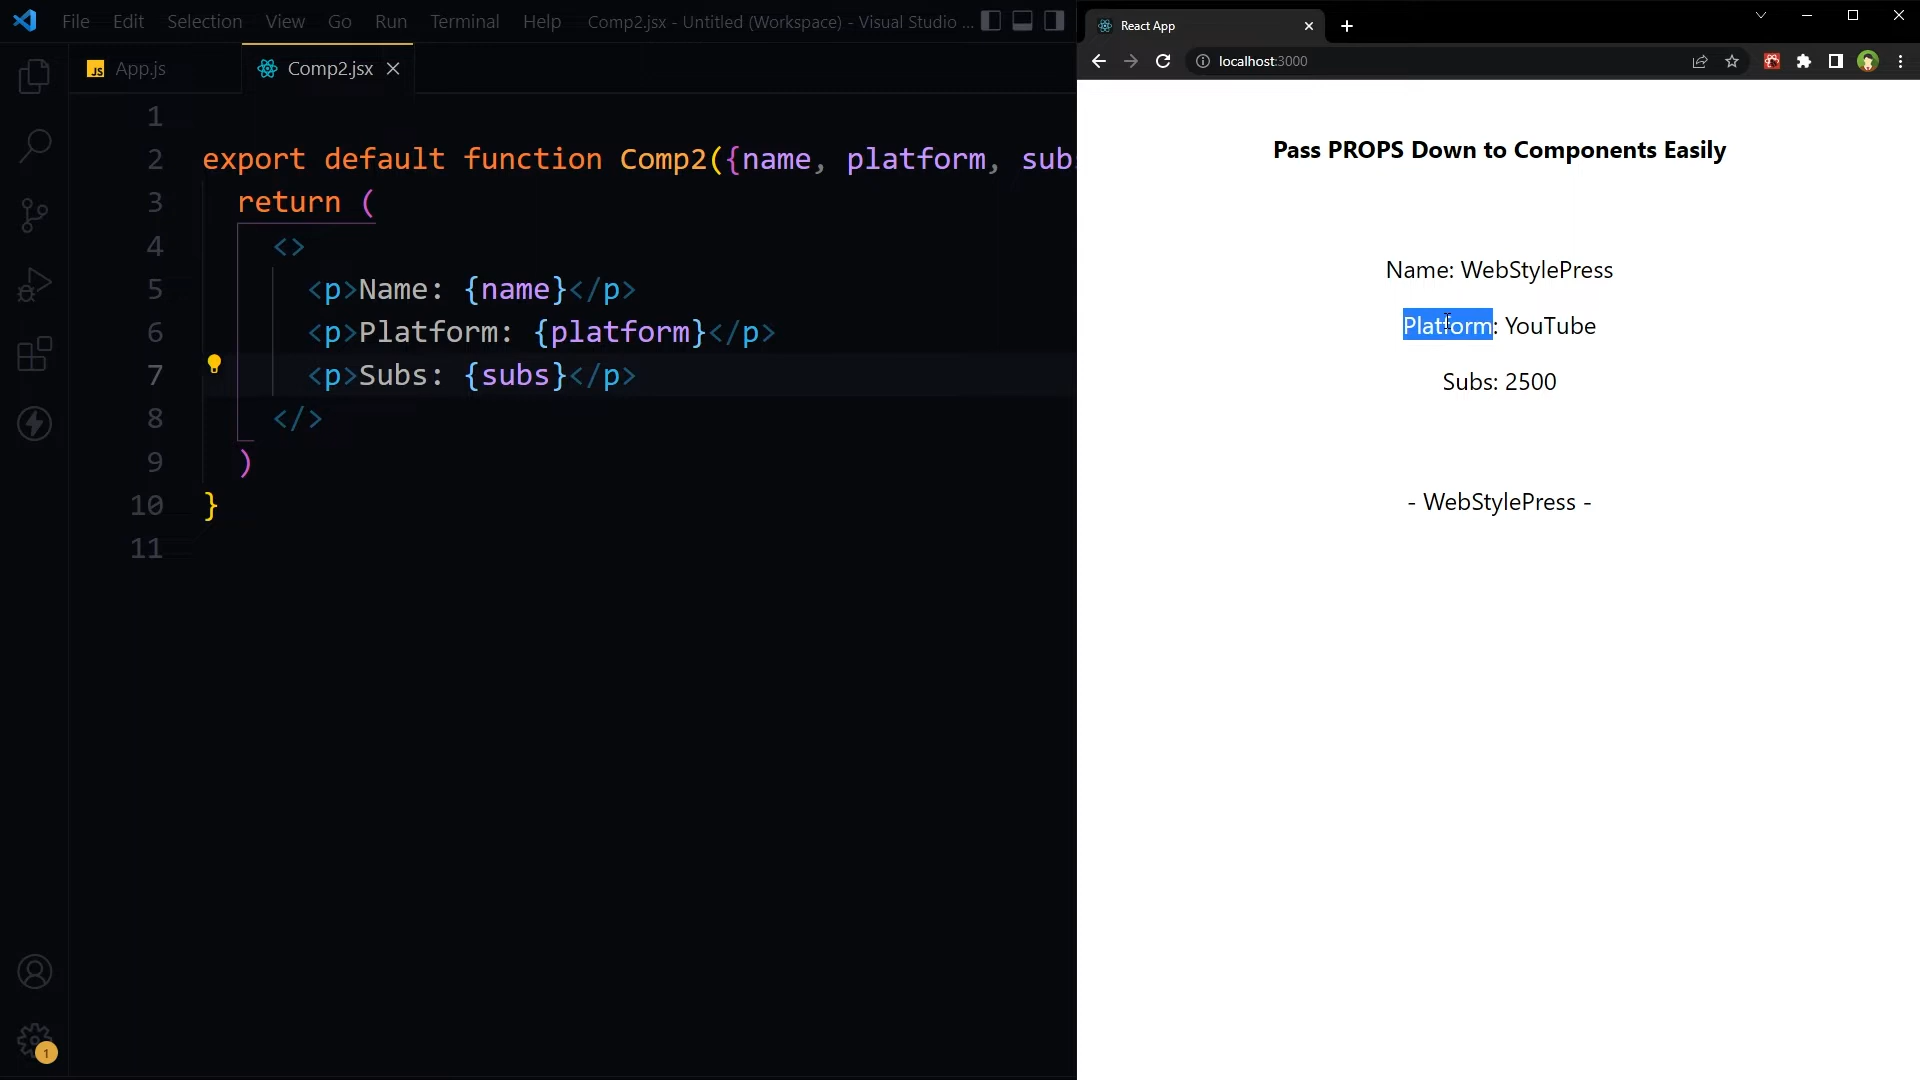 File Edit Selection View Go Run Terminal Help Comp2.jsx - Untitled (Workspace) - Visual Studio ...
JS App.js Comp2.jsx
1
2 export default function Comp2({name, platform, sub
3 return (
4 <>
5 <p>Name: {name}</p>
6 <p>Platform: {platform}</p>
7 <p>Subs: {subs}</p>
8 </>
9 )
10 }
11
1
React App
localhost:3000
Pass PROPS Down to Components Easily
Name: WebStylePress
Platform: YouTube
Subs: 2500
- WebStylePress -